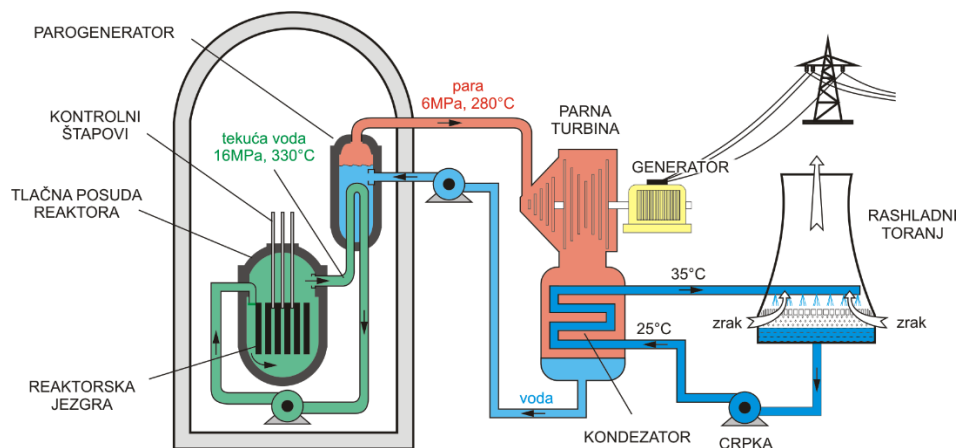 PAROGENERATOR
KONTROLNI
ŠTAPOVI
TLAČNA POSUDA
REAKTORA
REAKTORSKA
JEZGRA
tekuća voda
16MPa, 330°C
para
6MPa, 280°C
PARNA
TURBINA
GENERATOR
RASHLADNI
TORANJ
35°C
25°C
zrak
zrak
voda
KONDEZATOR
CRPKA